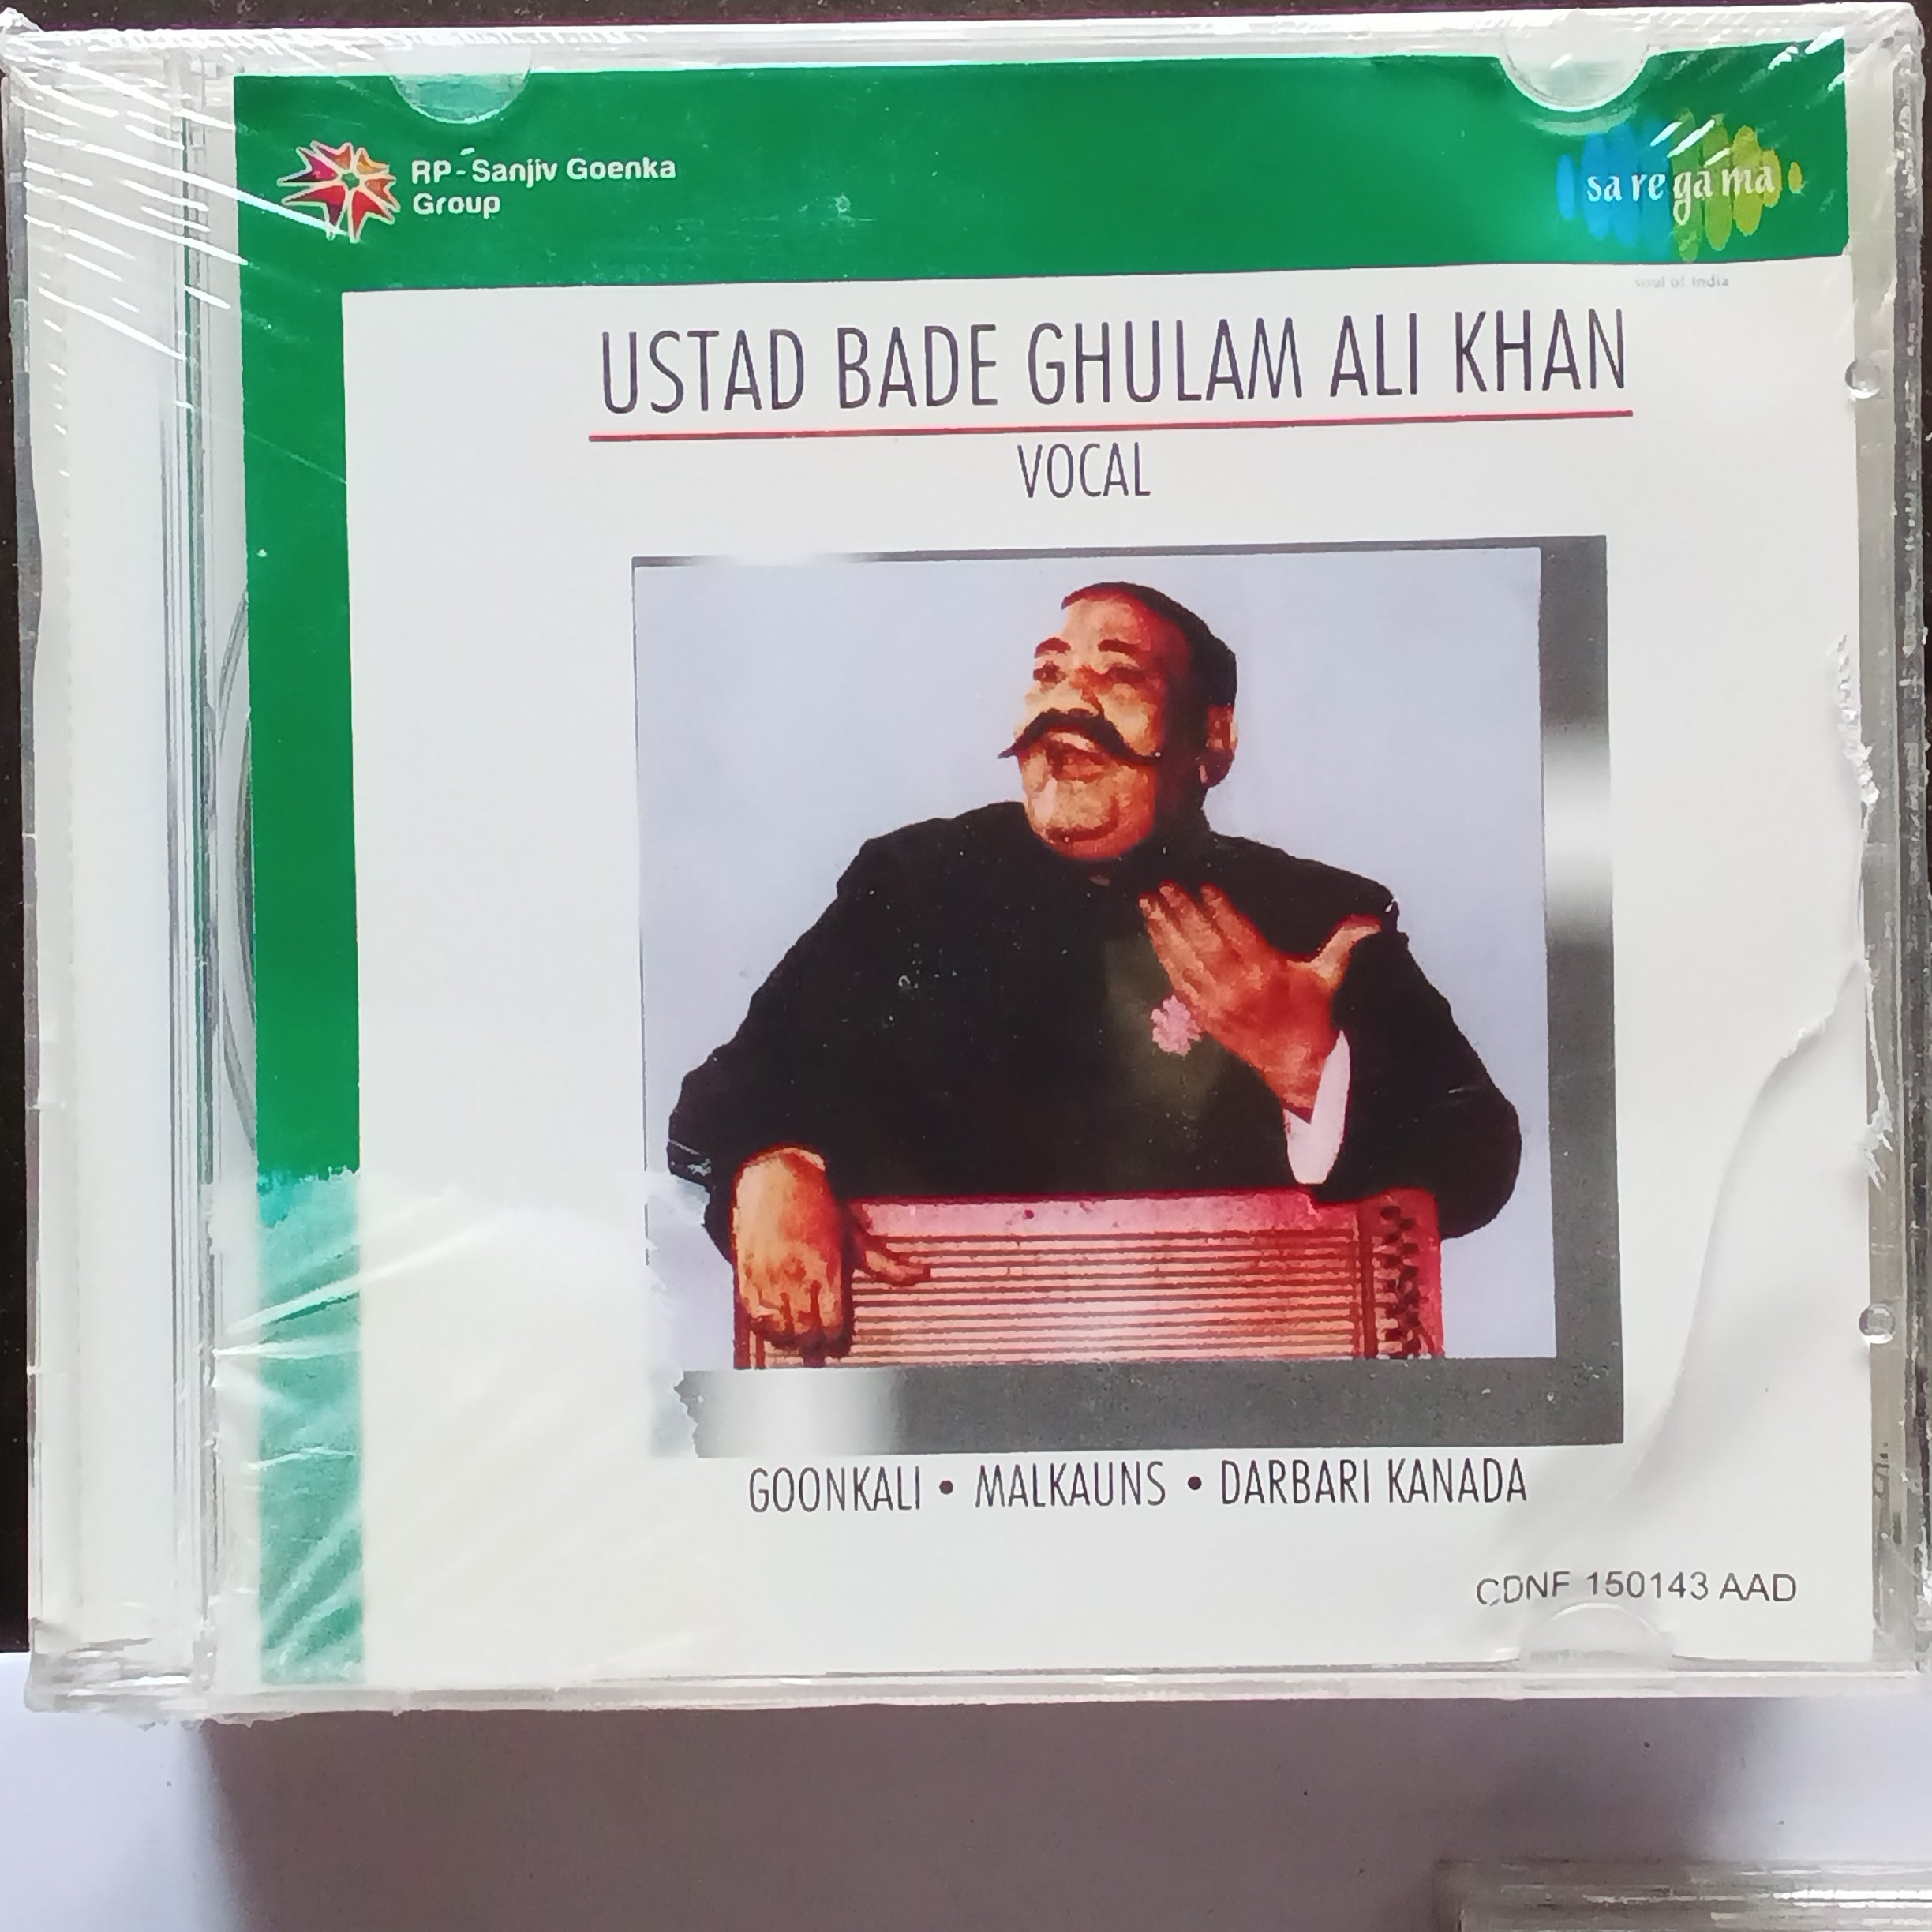 RP-Sanjiv Goenka
Group
sa re ga ma
soul of India
USTAD BADE GHULAM ALI KHAN
VOCAL
GOONKALI • MALKAUNS • DARBARI KANADA
CDNF 150143 AAD